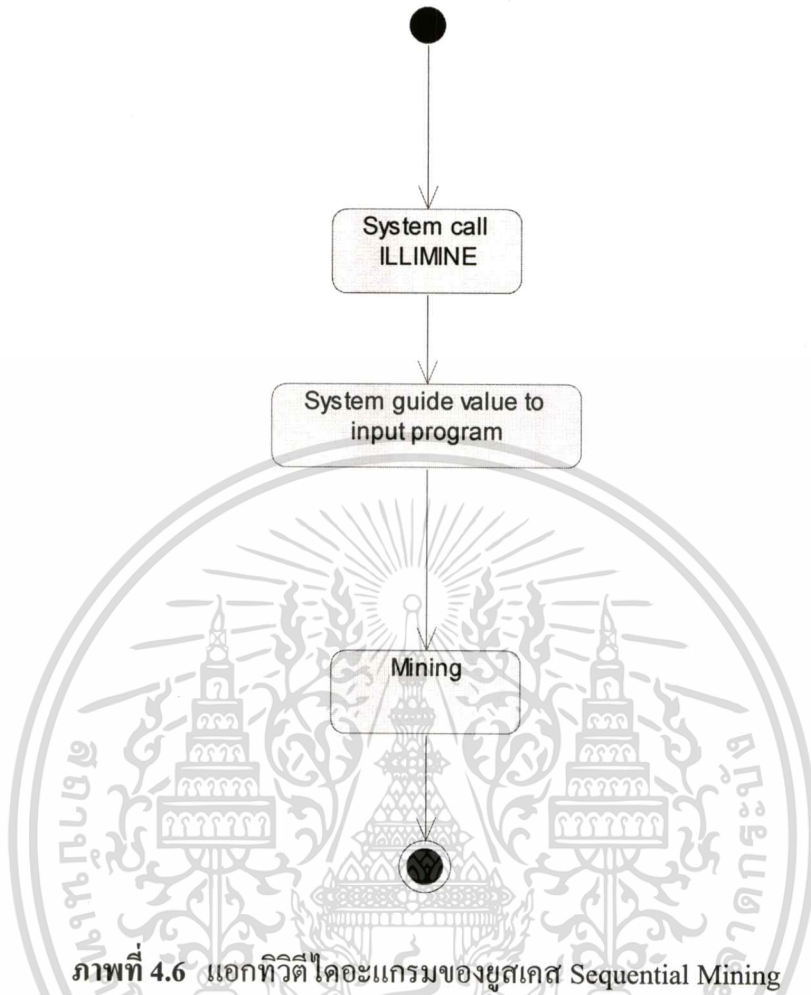 System call
ILLIMINE
System guide value to
input program
Mining
ภาพที่ 4.6 แอกทิวิตีไดอะแกรมของยูสเคส Sequential Mining